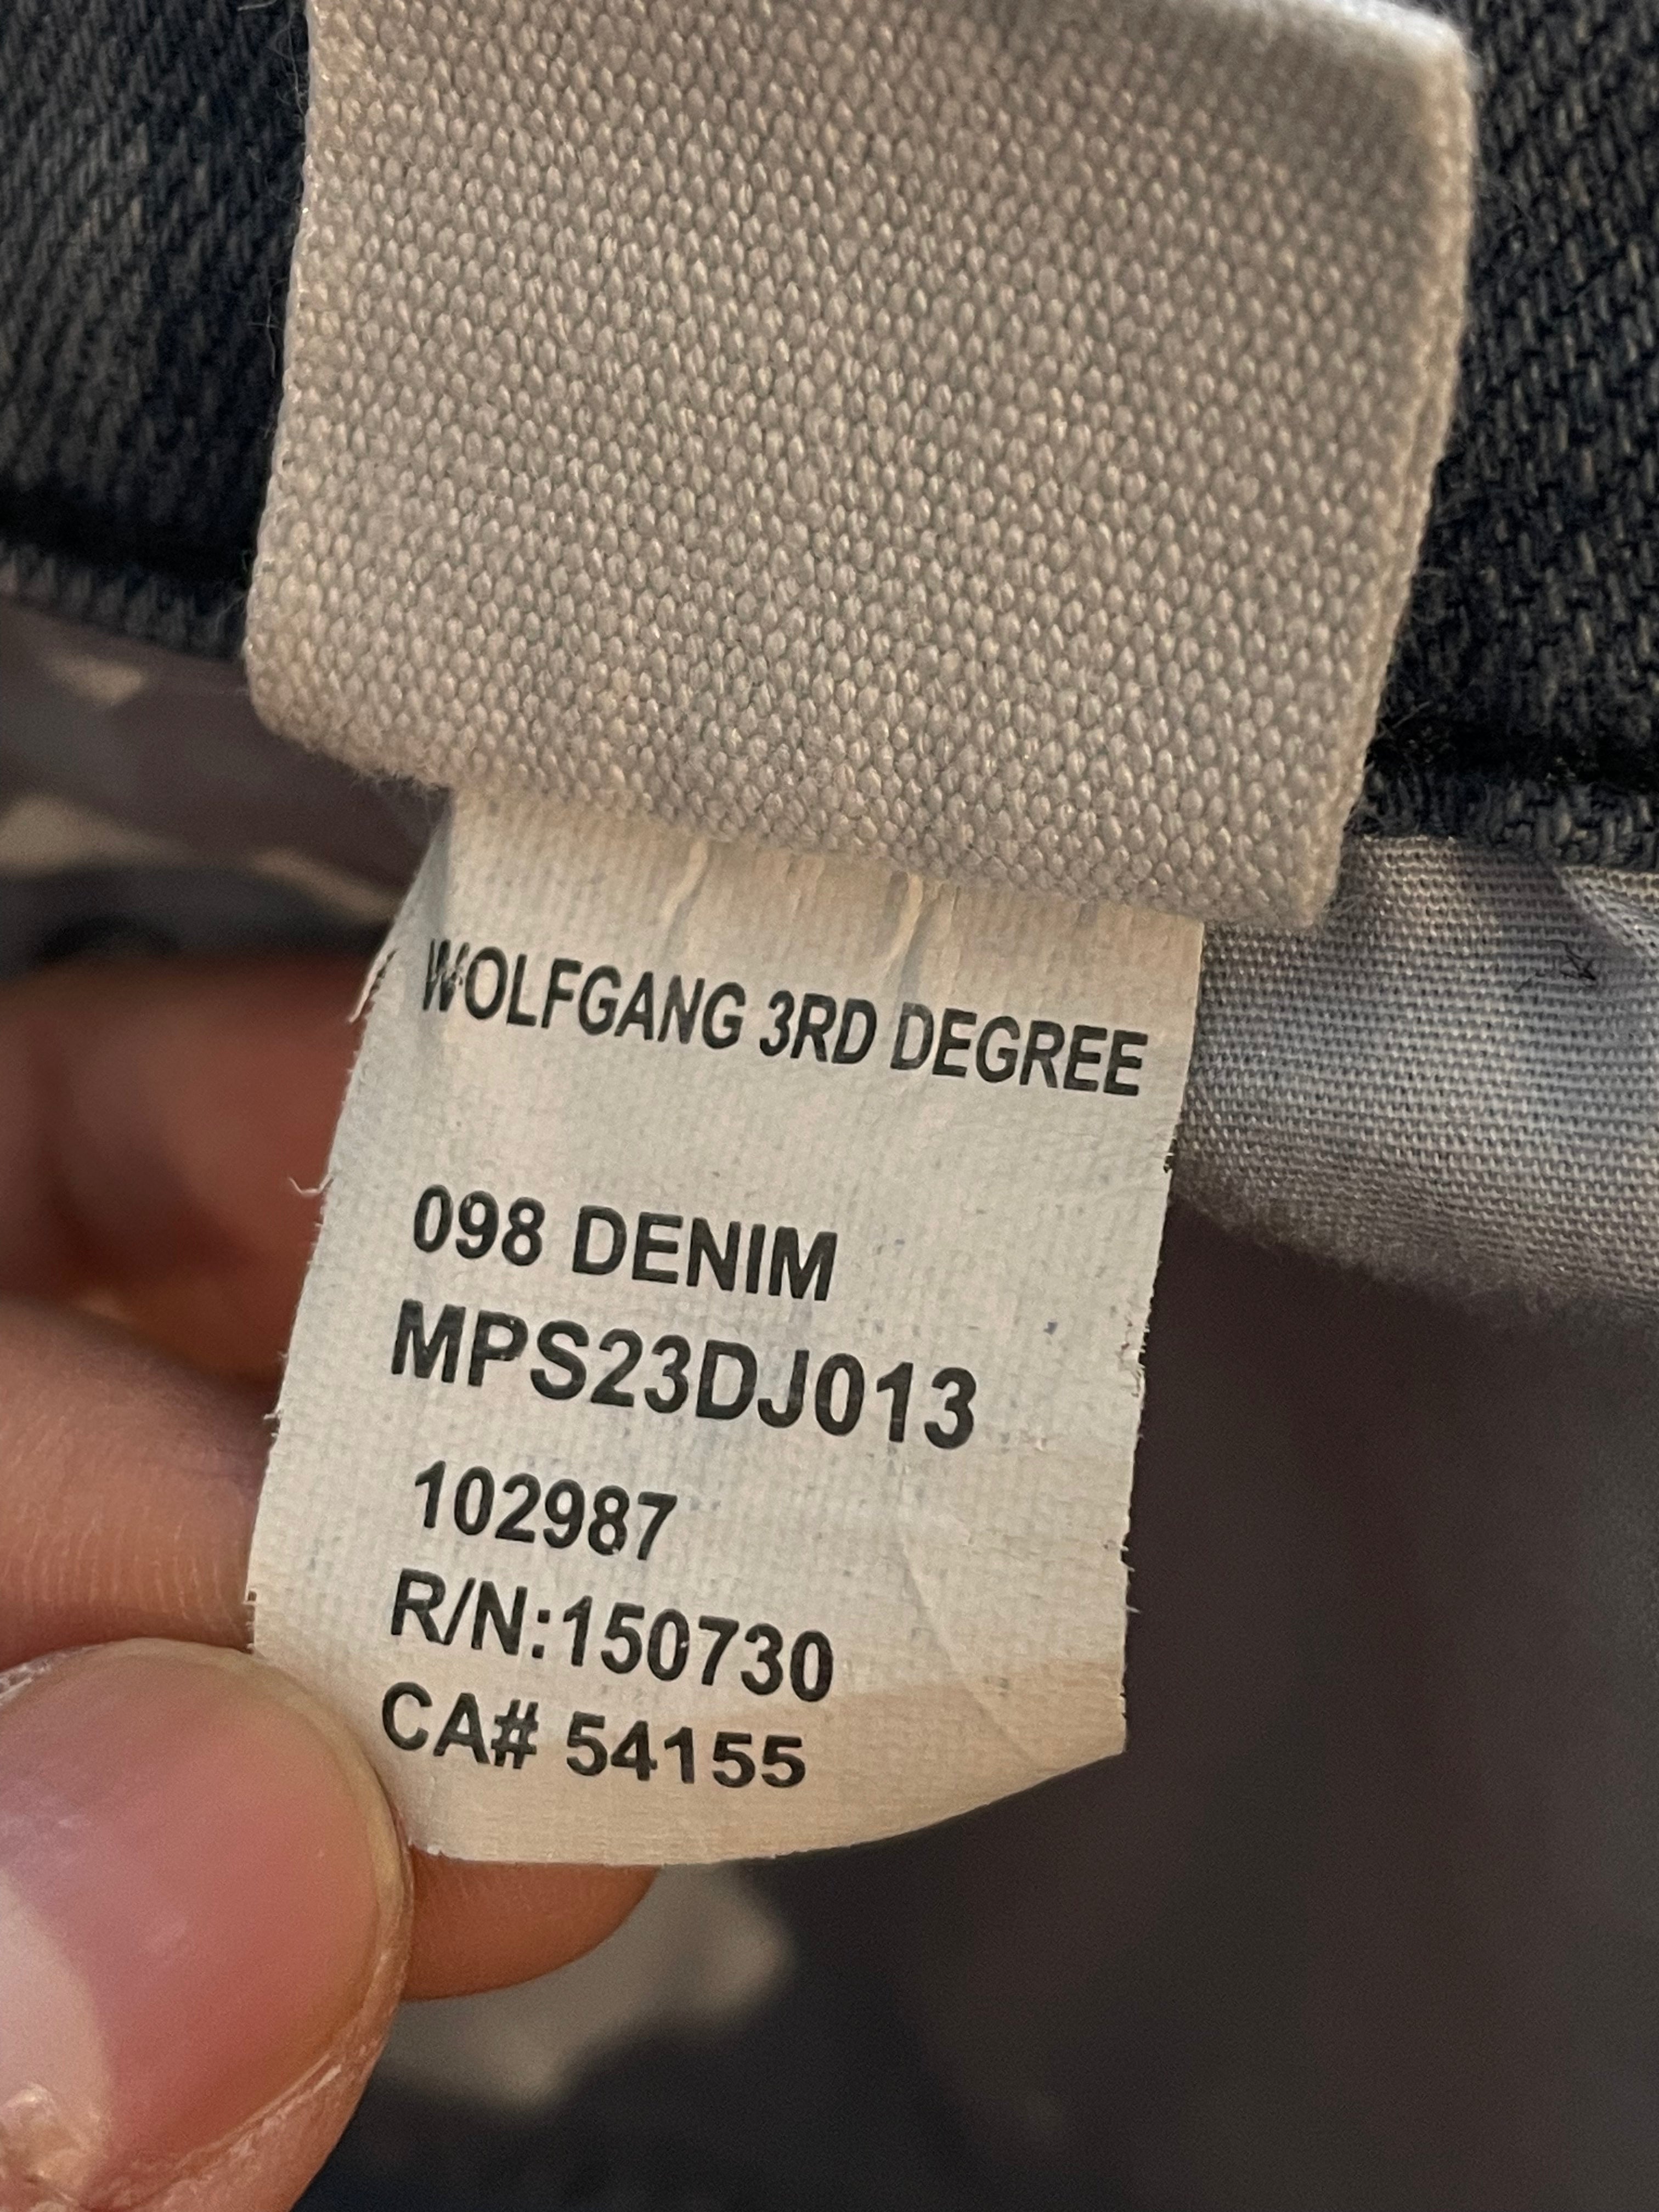 WOLFGANG 3RD DEGREE
098 DENIM
MPS23DJ013
102987
R/N:150730
CA# 54155